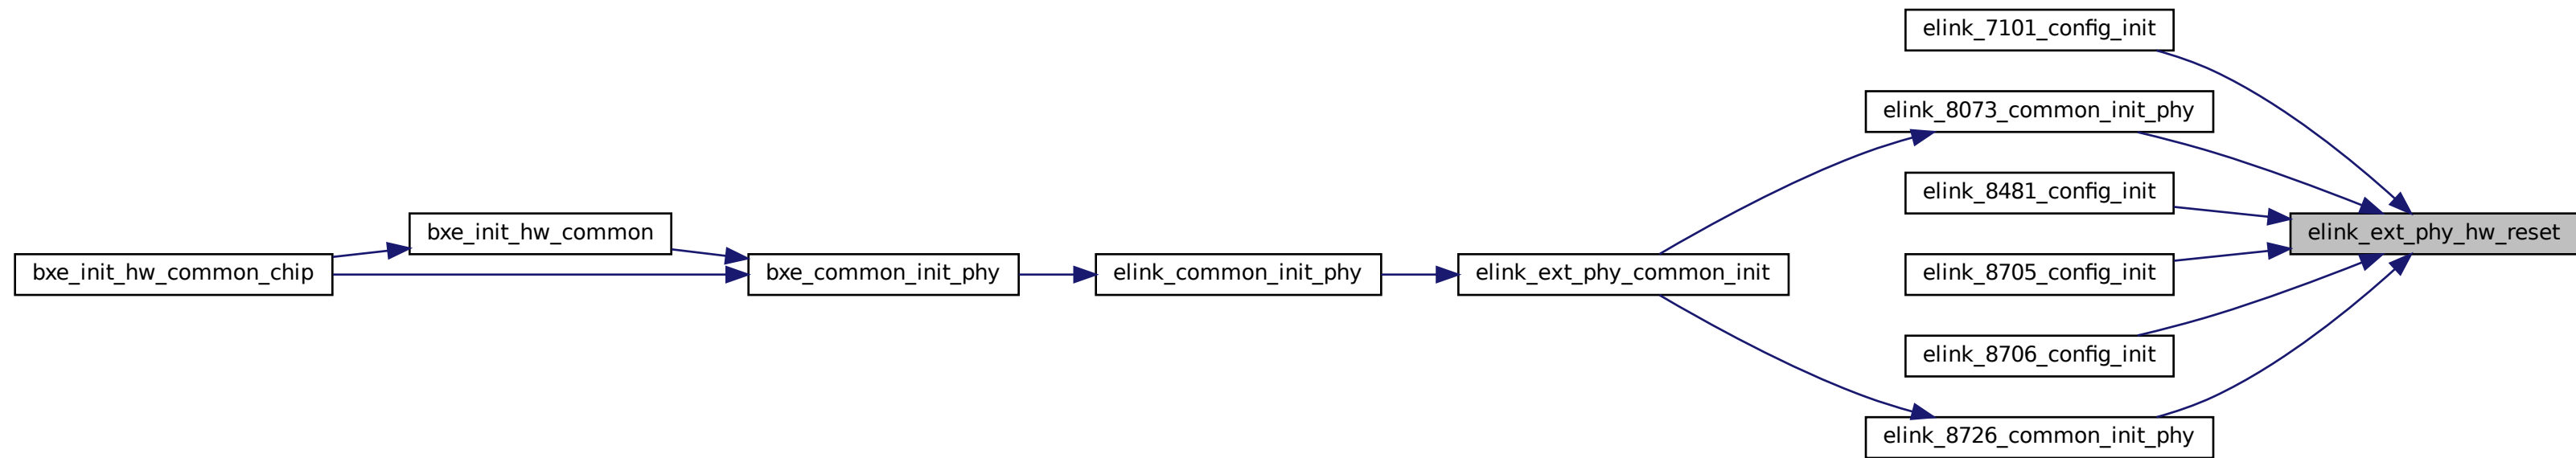 elink_7101_config_init
elink_8073_common_init_phy
elink_8481_config_init
bxe_init_hw_common
elink_ext_phy_hw_reset
bxe_init_hw_common_chip
bxe_common_init_phy
elink_common_init_phy
elink_ext_phy_common_init
elink_8705_config_init
elink_8706_config_init
elink_8726_common_init_phy